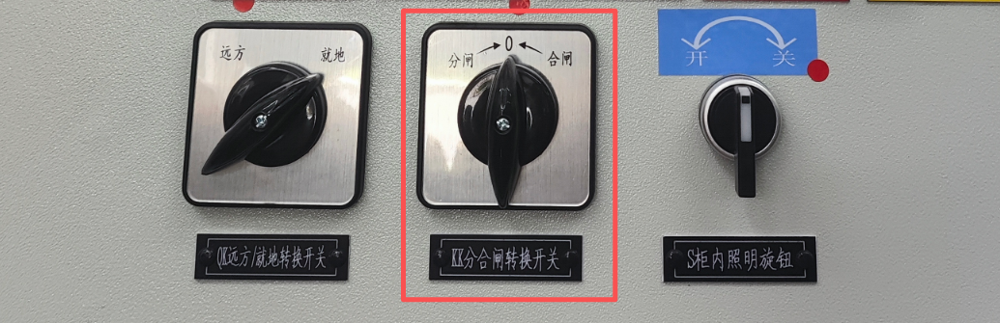 远方 就地
分闸 0 合闸
开 关
QK远方/就地转换开关
KK分合闸转换开关
S柜内照明旋钮